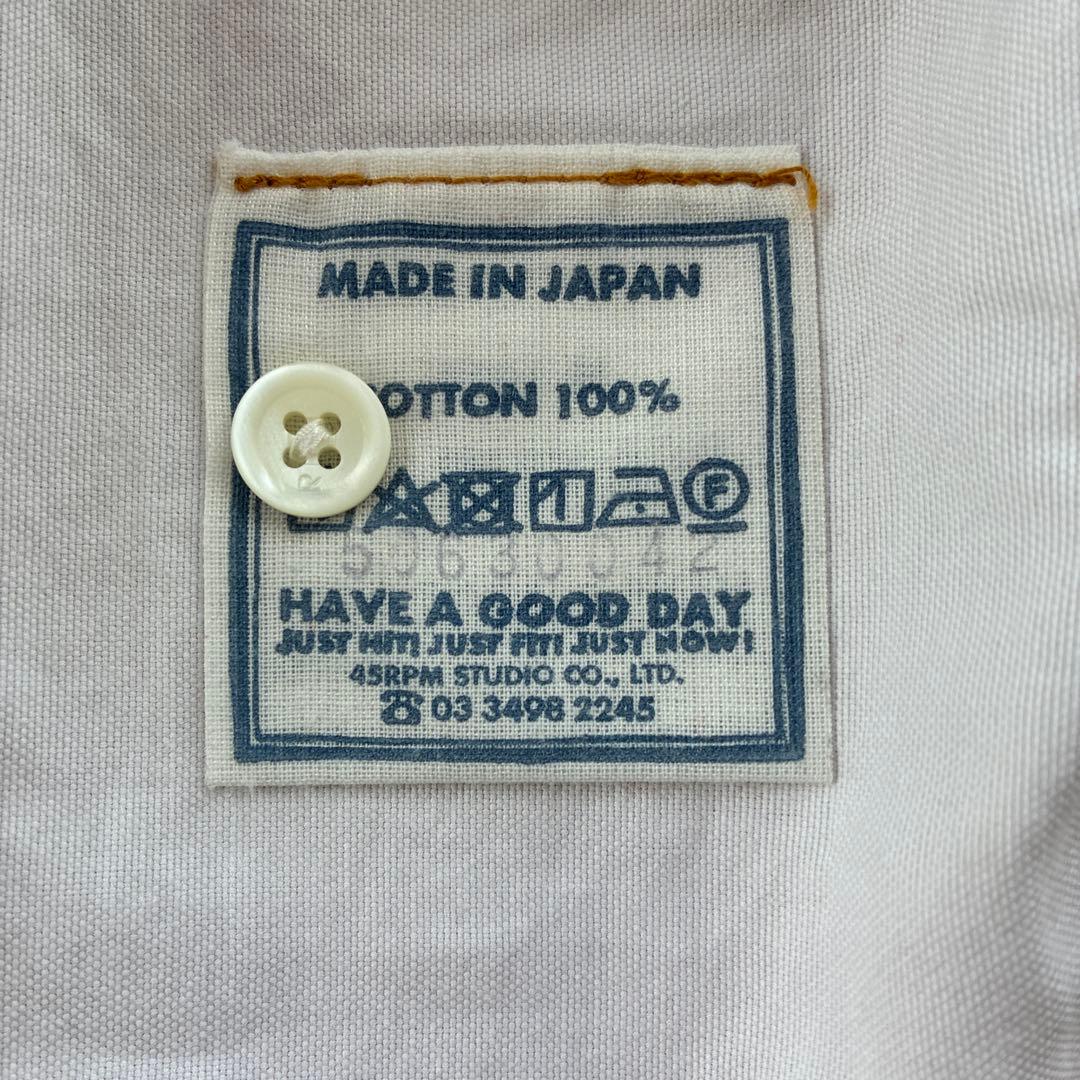 MADE IN JAPAN
OTTON 100%
F
HAVE A GOOD DAY
JUST HIT! JUST FIT! JUST NOW!
45RPM STUDIO CO., LTD.
☎ 03 3498 2245
R